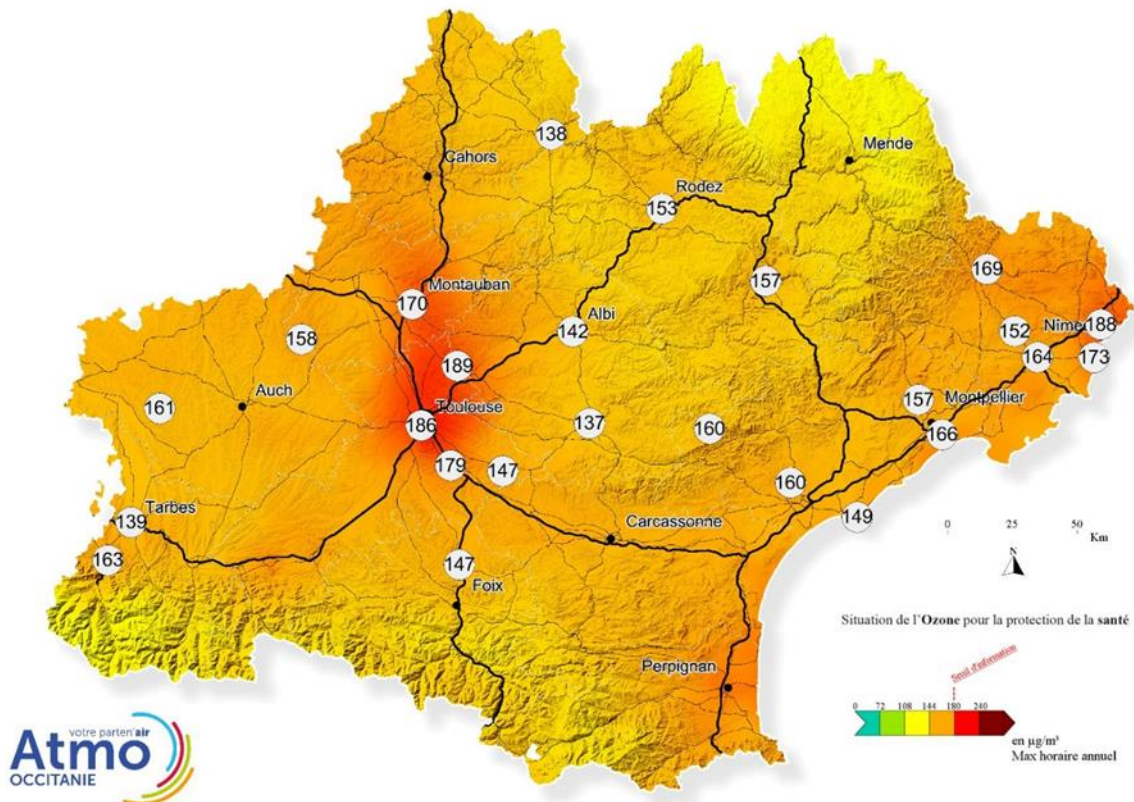 138
Cahors
Mende
Rodez
153
169
157
Montauban
170
Albi
142
152
Nîmes
188
158
164
173
189
Auch
161
Toulouse
186
137
160
157
Montpellier
166
179
147
160
Tarbes
139
Carcassonne
149
163
147
Foix
Perpignan
0 25 50
Km
N
Situation de l'Ozone pour la protection de la santé
Seuil d'information
0 72 108 144 180 240
en µg/m³
Max horaire annuel
votre parten'air
Atmo
OCCITANIE